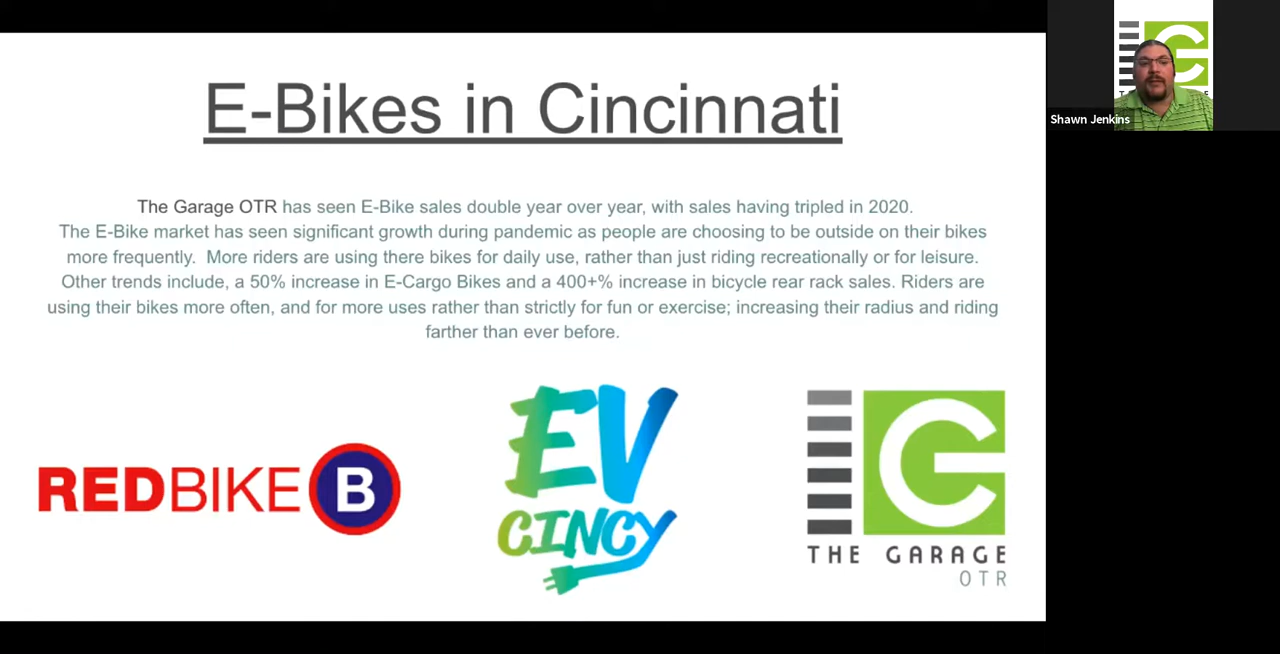 E-Bikes in Cincinnati
The Garage OTR has seen E-Bike sales double year over year, with sales having tripled in 2020.
The E-Bike market has seen significant growth during pandemic as people are choosing to be outside on their bikes
more frequently. More riders are using there bikes for daily use, rather than just riding recreationally or for leisure.
Other trends include, a 50% increase in E-Cargo Bikes and a 400+% increase in bicycle rear rack sales. Riders are
using their bikes more often, and for more uses rather than strictly for fun or exercise; increasing their radius and riding
farther than ever before.
REDBIKE B
EV
CINCY
G
THE GARAGE
OTR
Shawn Jenkins